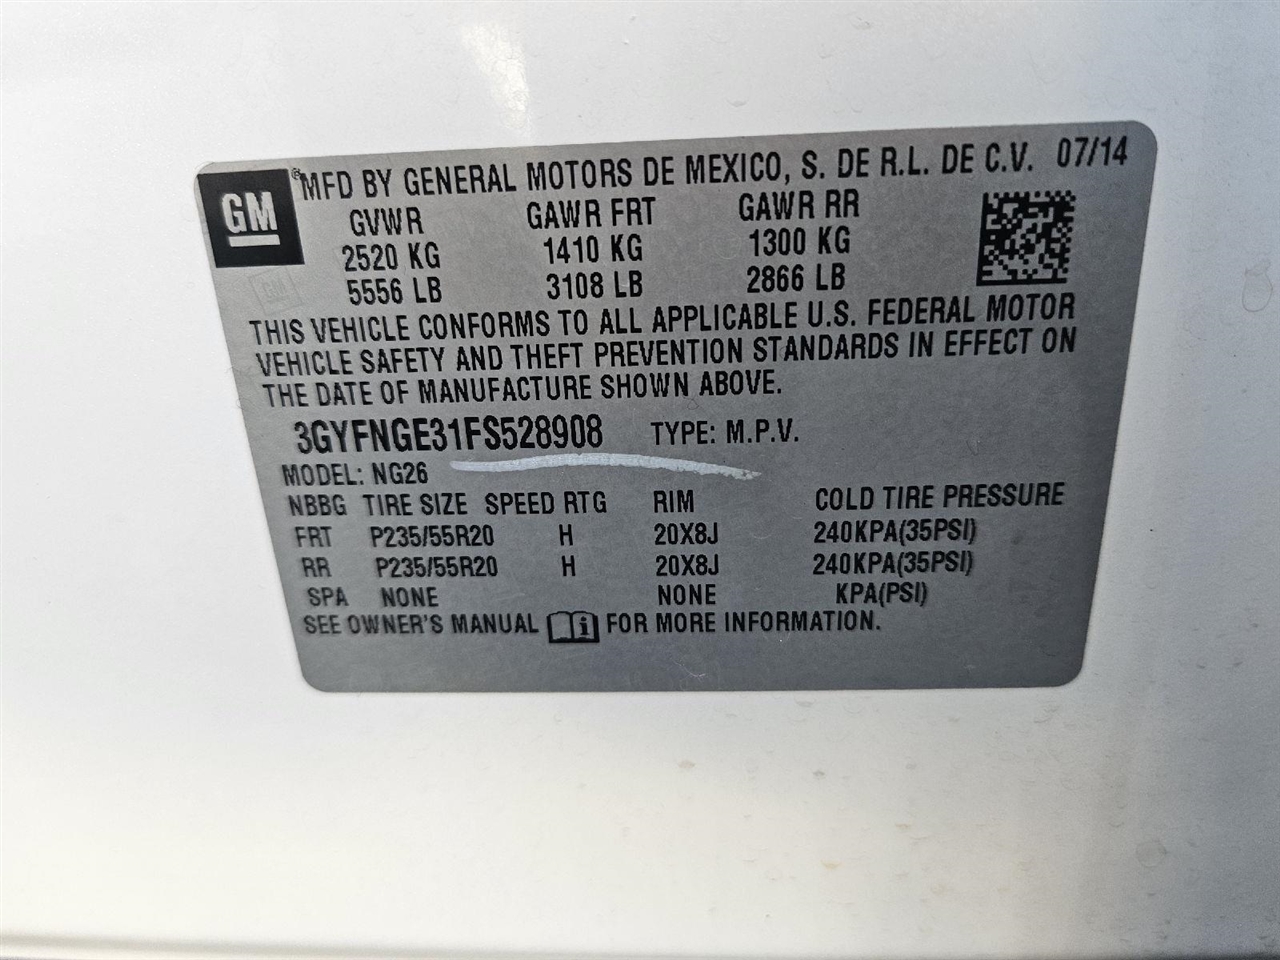 GM
®MFD BY GENERAL MOTORS DE MEXICO, S. DE R.L. DE C.V. 07/14
GVWR GAWR FRT GAWR RR
2520 KG 1410 KG 1300 KG
5556 LB 3108 LB 2866 LB
GM
THIS VEHICLE CONFORMS TO ALL APPLICABLE U.S. FEDERAL MOTOR
VEHICLE SAFETY AND THEFT PREVENTION STANDARDS IN EFFECT ON
THE DATE OF MANUFACTURE SHOWN ABOVE.
3GYFNGE31FS528908 TYPE: M.P.V.
MODEL: NG26
NBBG TIRE SIZE SPEED RTG RIM COLD TIRE PRESSURE
FRT P235/55R20 H 20X8J 240KPA(35PSI)
RR P235/55R20 H 20X8J 240KPA(35PSI)
SPA NONE NONE KPA(PSI)
SEE OWNER'S MANUAL i FOR MORE INFORMATION.